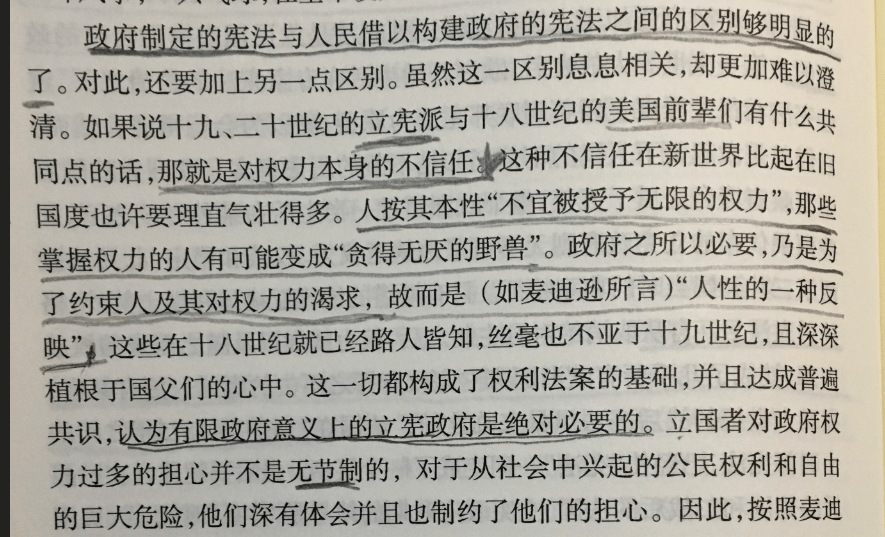 政府制定的宪法与人民借以构建政府的宪法之间的区别够明显的
了。对此,还要加上另一点区别。虽然这一区别息息相关,却更加难以澄
清。如果说十九、二十世纪的立宪派与十八世纪的美国前辈们有什么共
同点的话,那就是对权力本身的不信任。这种不信任在新世界比起在旧
国度也许要理直气壮得多。人按其本性“不宜被授予无限的权力”,那些
掌握权力的人有可能变成“贪得无厌的野兽”。政府之所以必要,乃是为
了约束人及其对权力的渴求,故而是(如麦迪逊所言)“人性的一种反
映”。这些在十八世纪就已经路人皆知,丝毫也不亚于十九世纪,且深深
植根于国父们的心中。这一切都构成了权利法案的基础,并且达成普遍
共识,认为有限政府意义上的立宪政府是绝对必要的。立国者对政府权
力过多的担心并不是无节制的,对于从社会中兴起的公民权利和自由
的巨大危险,他们深有体会并且也制约了他们的担心。因此,按照麦迪